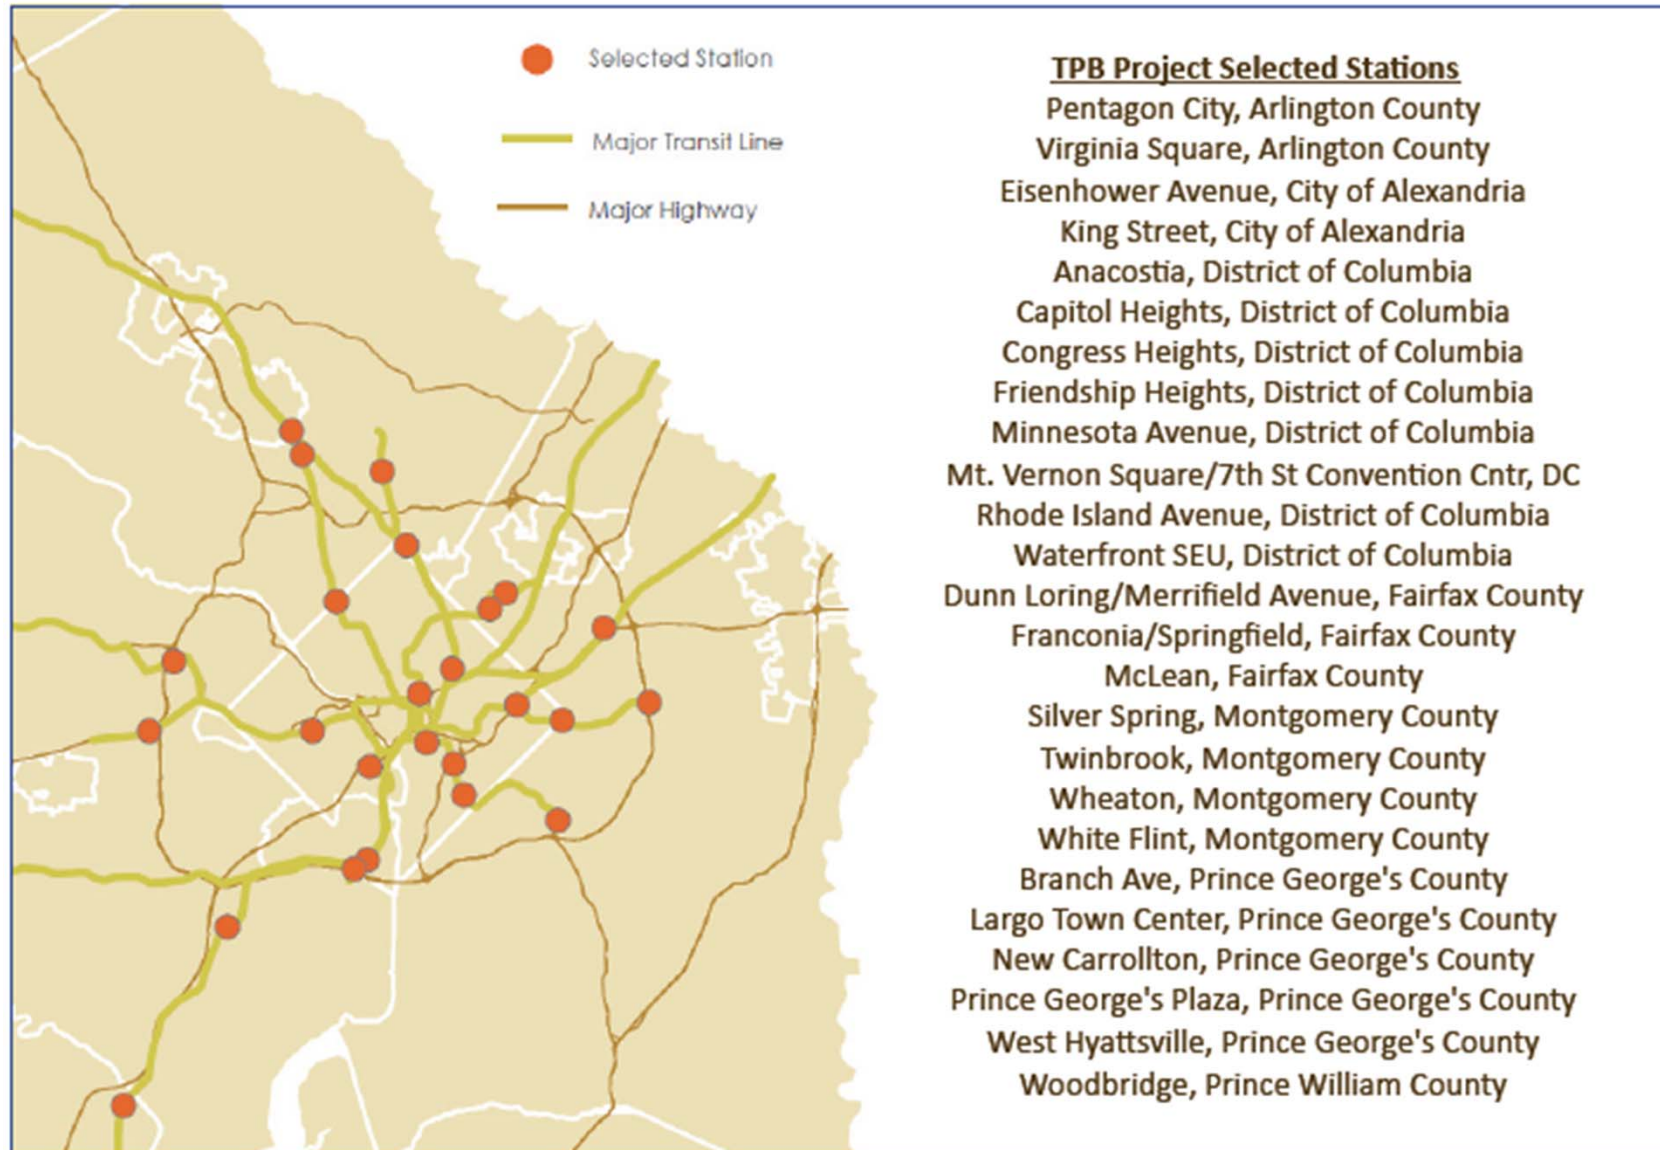 Selected Station
Major Transit Line
Major Highway
TPB Project Selected Stations
Pentagon City, Arlington County
Virginia Square, Arlington County
Eisenhower Avenue, City of Alexandria
King Street, City of Alexandria
Anacostia, District of Columbia
Capitol Heights, District of Columbia
Congress Heights, District of Columbia
Friendship Heights, District of Columbia
Minnesota Avenue, District of Columbia
Mt. Vernon Square/7th St Convention Cntr, DC
Rhode Island Avenue, District of Columbia
Waterfront SEU, District of Columbia
Dunn Loring/Merrifield Avenue, Fairfax County
Franconia/Springfield, Fairfax County
McLean, Fairfax County
Silver Spring, Montgomery County
Twinbrook, Montgomery County
Wheaton, Montgomery County
White Flint, Montgomery County
Branch Ave, Prince George's County
Largo Town Center, Prince George's County
New Carrollton, Prince George's County
Prince George's Plaza, Prince George's County
West Hyattsville, Prince George's County
Woodbridge, Prince William County